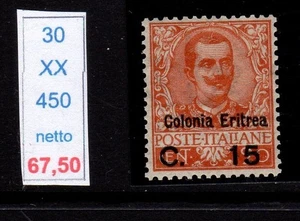 30
XX
450
netto
67,50
Colonia Eritrea
POSTE·ITALIANE
C. 15